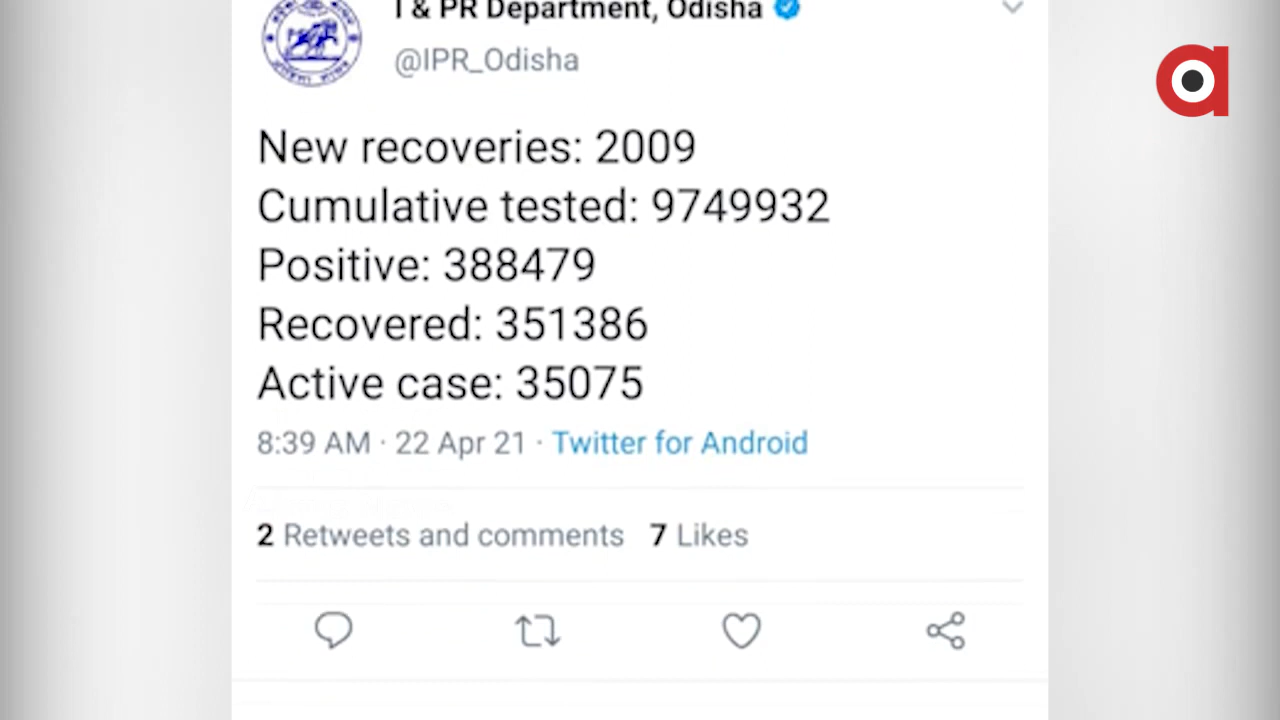 I & PR Department, Odisha
@IPR_Odisha
New recoveries: 2009
Cumulative tested: 9749932
Positive: 388479
Recovered: 351386
Active case: 35075
8:39 AM · 22 Apr 21 · Twitter for Android
2 Retweets and comments 7 Likes